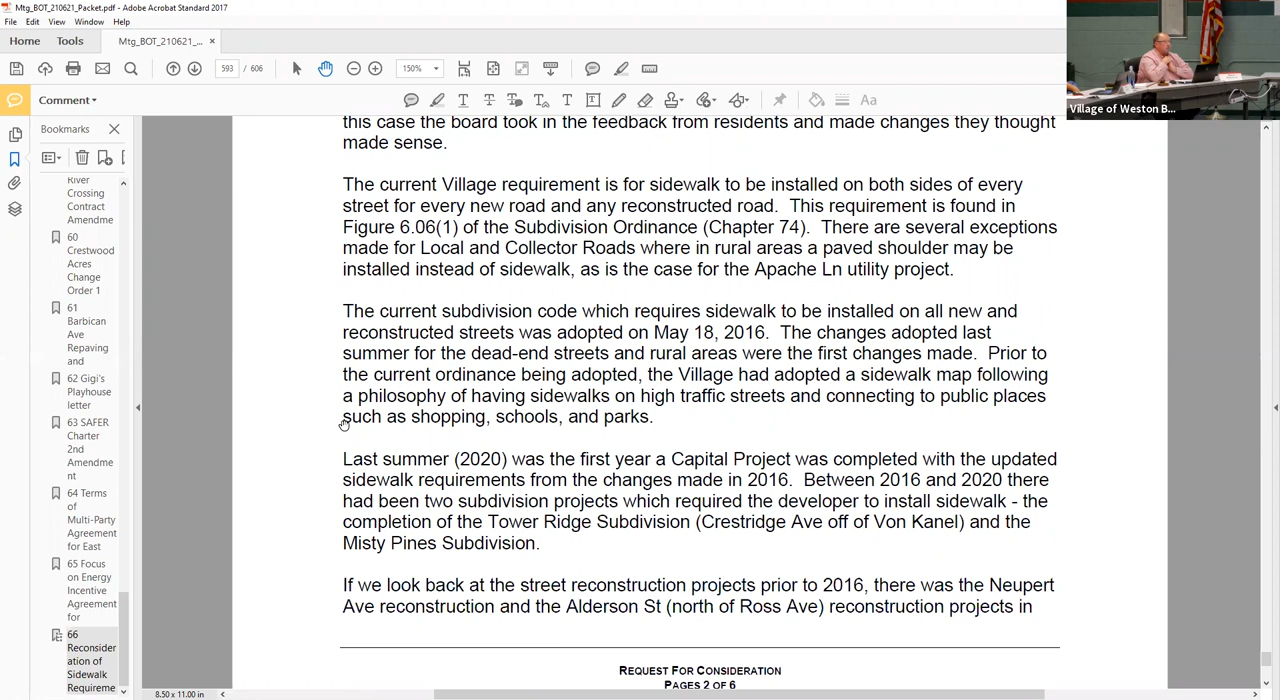 Mtg_BOT_210621_Packet.pdf - Adobe Acrobat Standard 2017
File Edit View Window Help
Home Tools Mtg_BOT_210621_... ×
593 / 606 150%
Comment
Aa
Bookmarks
River
Crossing
Contract
Amendme
60
Crestwood
Acres
Change
Order 1
61
Barbican
Ave
Repaving
and
62 Gigi's
Playhouse
letter
63 SAFER
Charter
2nd
Amendme
nt
64 Terms
of
Multi-Party
Agreement
for East
65 Focus
on Energy
Incentive
Agreement
for
66
Reconsider
ation of
Sidewalk
Requireme
this case the board took in the feedback from residents and made changes they thought
made sense.
The current Village requirement is for sidewalk to be installed on both sides of every
street for every new road and any reconstructed road. This requirement is found in
Figure 6.06(1) of the Subdivision Ordinance (Chapter 74). There are several exceptions
made for Local and Collector Roads where in rural areas a paved shoulder may be
installed instead of sidewalk, as is the case for the Apache Ln utility project.
The current subdivision code which requires sidewalk to be installed on all new and
reconstructed streets was adopted on May 18, 2016. The changes adopted last
summer for the dead-end streets and rural areas were the first changes made. Prior to
the current ordinance being adopted, the Village had adopted a sidewalk map following
a philosophy of having sidewalks on high traffic streets and connecting to public places
such as shopping, schools, and parks.
Last summer (2020) was the first year a Capital Project was completed with the updated
sidewalk requirements from the changes made in 2016. Between 2016 and 2020 there
had been two subdivision projects which required the developer to install sidewalk - the
completion of the Tower Ridge Subdivision (Crestridge Ave off of Von Kanel) and the
Misty Pines Subdivision.
If we look back at the street reconstruction projects prior to 2016, there was the Neupert
Ave reconstruction and the Alderson St (north of Ross Ave) reconstruction projects in
REQUEST FOR CONSIDERATION
PAGES 2 OF 6
8.50 x 11.00 in
Village of Weston B...